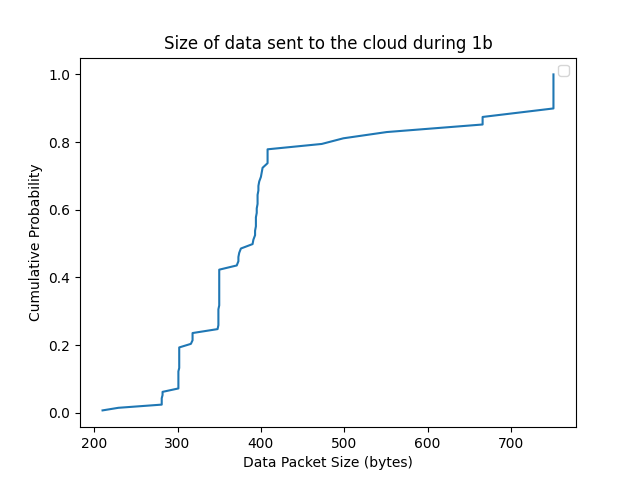 Size of data sent to the cloud during 1b
1.0
0.8
0.6
0.4
0.2
0.0
Cumulative Probability
200 300 400 500 600 700
Data Packet Size (bytes)